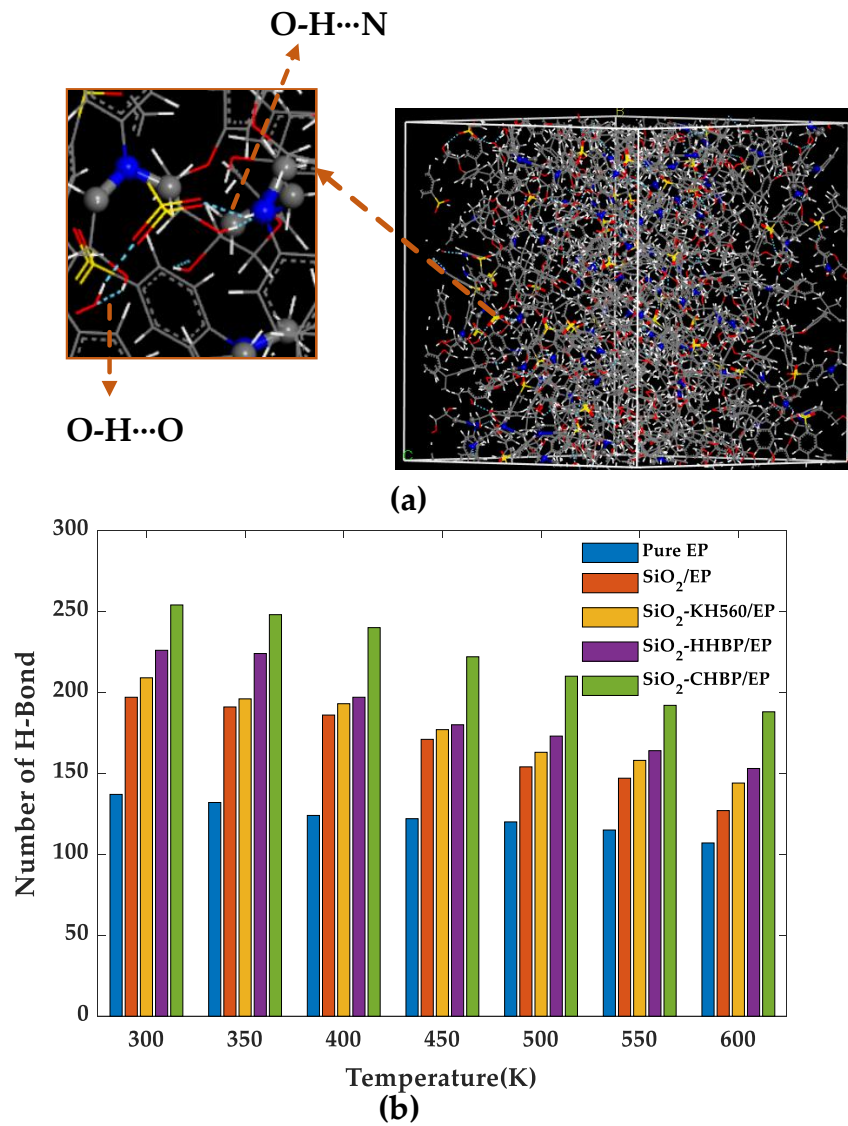 O-H···N
B
C
O-H···O
(a)
300
250
200
150
100
50
0
Number of H-Bond
Pure EP
SiO₂/EP
SiO₂-KH560/EP
SiO₂-HHBP/EP
SiO₂-CHBP/EP
300 350 400 450 500 550 600
Temperature(K)
(b)